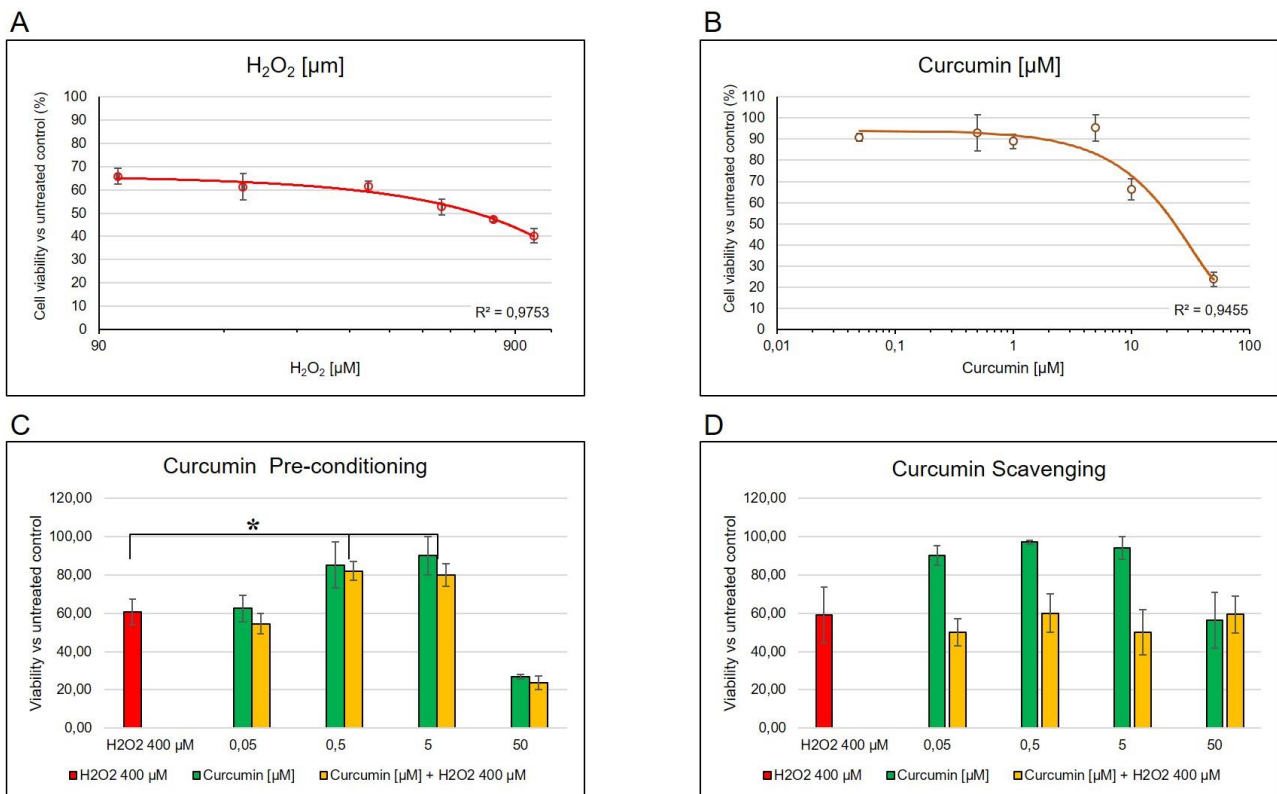 A
H₂O₂ [µm]
Cell viability vs untreated control (%)
100
90
80
70
60
50
40
30
20
10
0
R² = 0,9753
90
900
H₂O₂ [µM]
B
Curcumin [µM]
Cell viability vs untreated control (%)
110
100
90
80
70
60
50
40
30
20
10
0
R² = 0,9455
0,01
0,1
1
10
100
Curcumin [µM]
C
Curcumin Pre-conditioning
Viability vs untreated control
120,00
100,00
80,00
60,00
40,00
20,00
0,00
*
H2O2 400 µM
0,05
0,5
5
50
H2O2 400 µM
Curcumin [µM]
Curcumin [µM] + H2O2 400 µM
D
Curcumin Scavenging
Viability vs untreated control
120,00
100,00
80,00
60,00
40,00
20,00
0,00
H2O2 400 µM
0,05
0,5
5
50
H2O2 400 µM
Curcumin [µM]
Curcumin [µM] + H2O2 400 µM